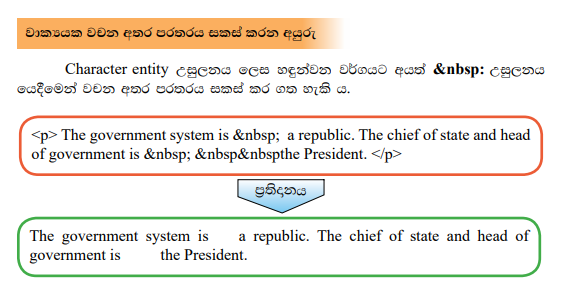 වාක්‍යයක වචන අතර පරතරය සකස් කරන අයුරු
Character entity උසුලනය ලෙස හඳුන්වන වර්ගයට අයත් &nbsp: උසුලනය
යෙදීමෙන් වචන අතර පරතරය සකස් කර ගත හැකි ය.
<p> The government system is &nbsp;  a republic. The chief of state and head
of government is &nbsp; &nbsp&nbspthe President. </p>
ප්‍රතිදානය
The government system is    a republic. The chief of state and head of
government is    the President.